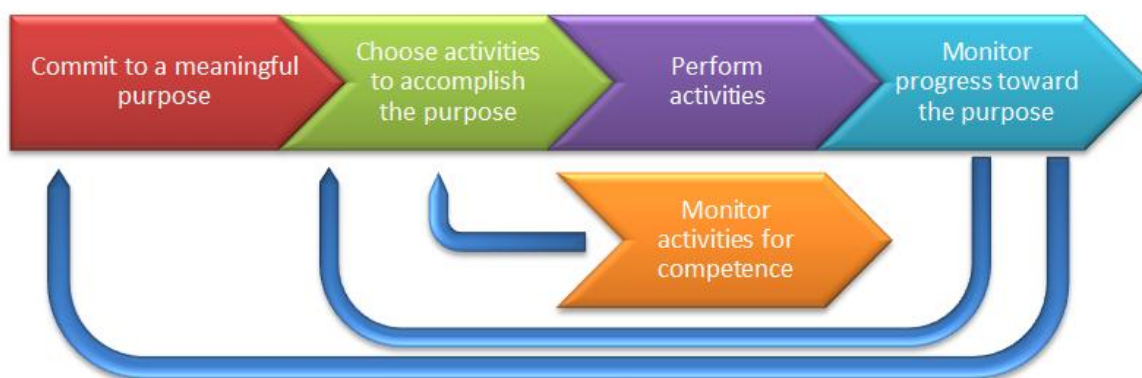 Commit to a meaningful
purpose
Choose activities
to accomplish
the purpose
Perform
activities
Monitor
progress toward
the purpose
Monitor
activities for
competence